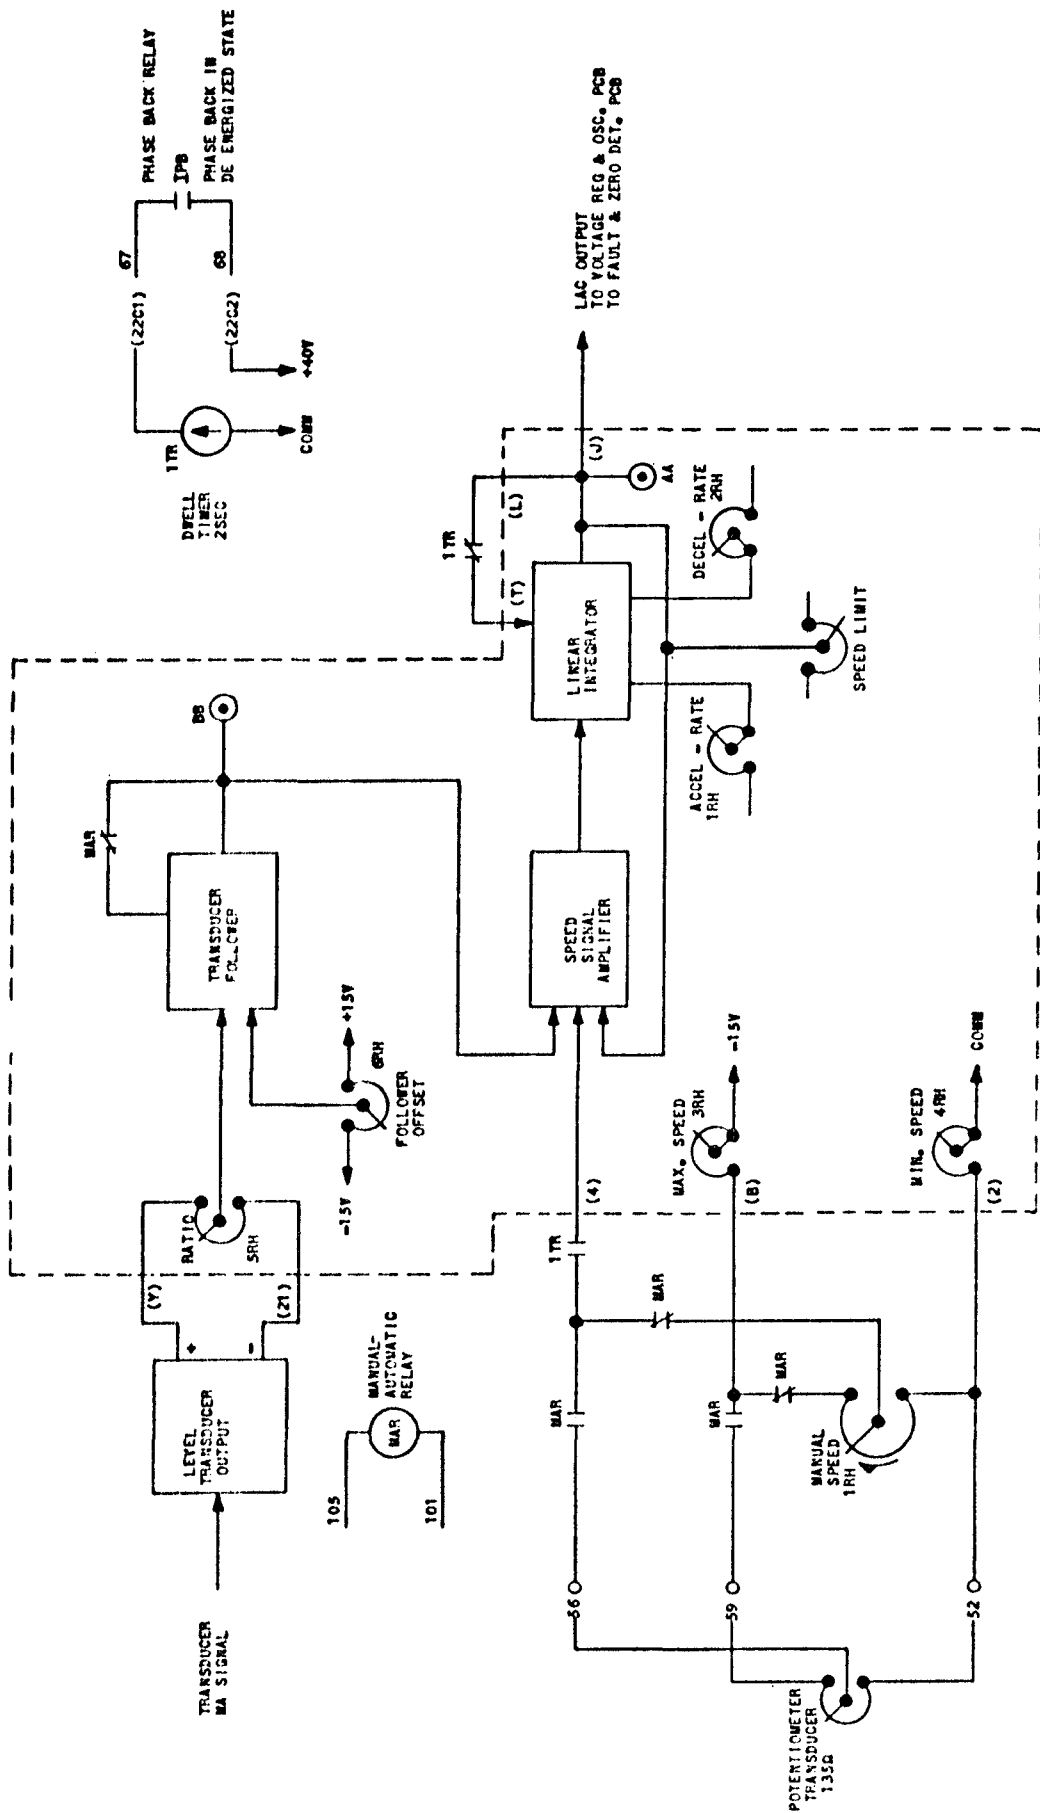 TRANSDUCER
MA SIGNAL
LEVEL
TRANSDUCER
OUTPUT
+
-
(Y)
(21)
RATIO
5RH
-15V
+15V
6RH
FOLLOWER
OFFSET
TRANSDUCER
FOLLOWER
MAR
BB
DWELL
TIMER
2SEC
1TR
COMM
+40V
(22C1)
(22C2)
67
68
PHASE BACK RELAY
IPB
PHASE BACK IN
DE ENERGIZED STATE
105
101
MAR
MANUAL-
AUTOMATIC
RELAY
POTENTIOMETER
TRANSDUCER
135Ω
56
59
52
MAR
MAR
MAR
MAR
MANUAL
SPEED
1RH
1TR
(4)
(8)
(2)
MAX. SPEED
3RH
-15V
MIN. SPEED
4RH
COMM
SPEED
SIGNAL
AMPLIFIER
LINEAR
INTEGRATOR
1TR
(T)
(L)
(J)
AA
ACCEL - RATE
1RH
DECEL - RATE
2RH
SPEED LIMIT
LAC OUTPUT
TO VOLTAGE REG & OSC. PCB
TO FAULT & ZERO DET. PCB